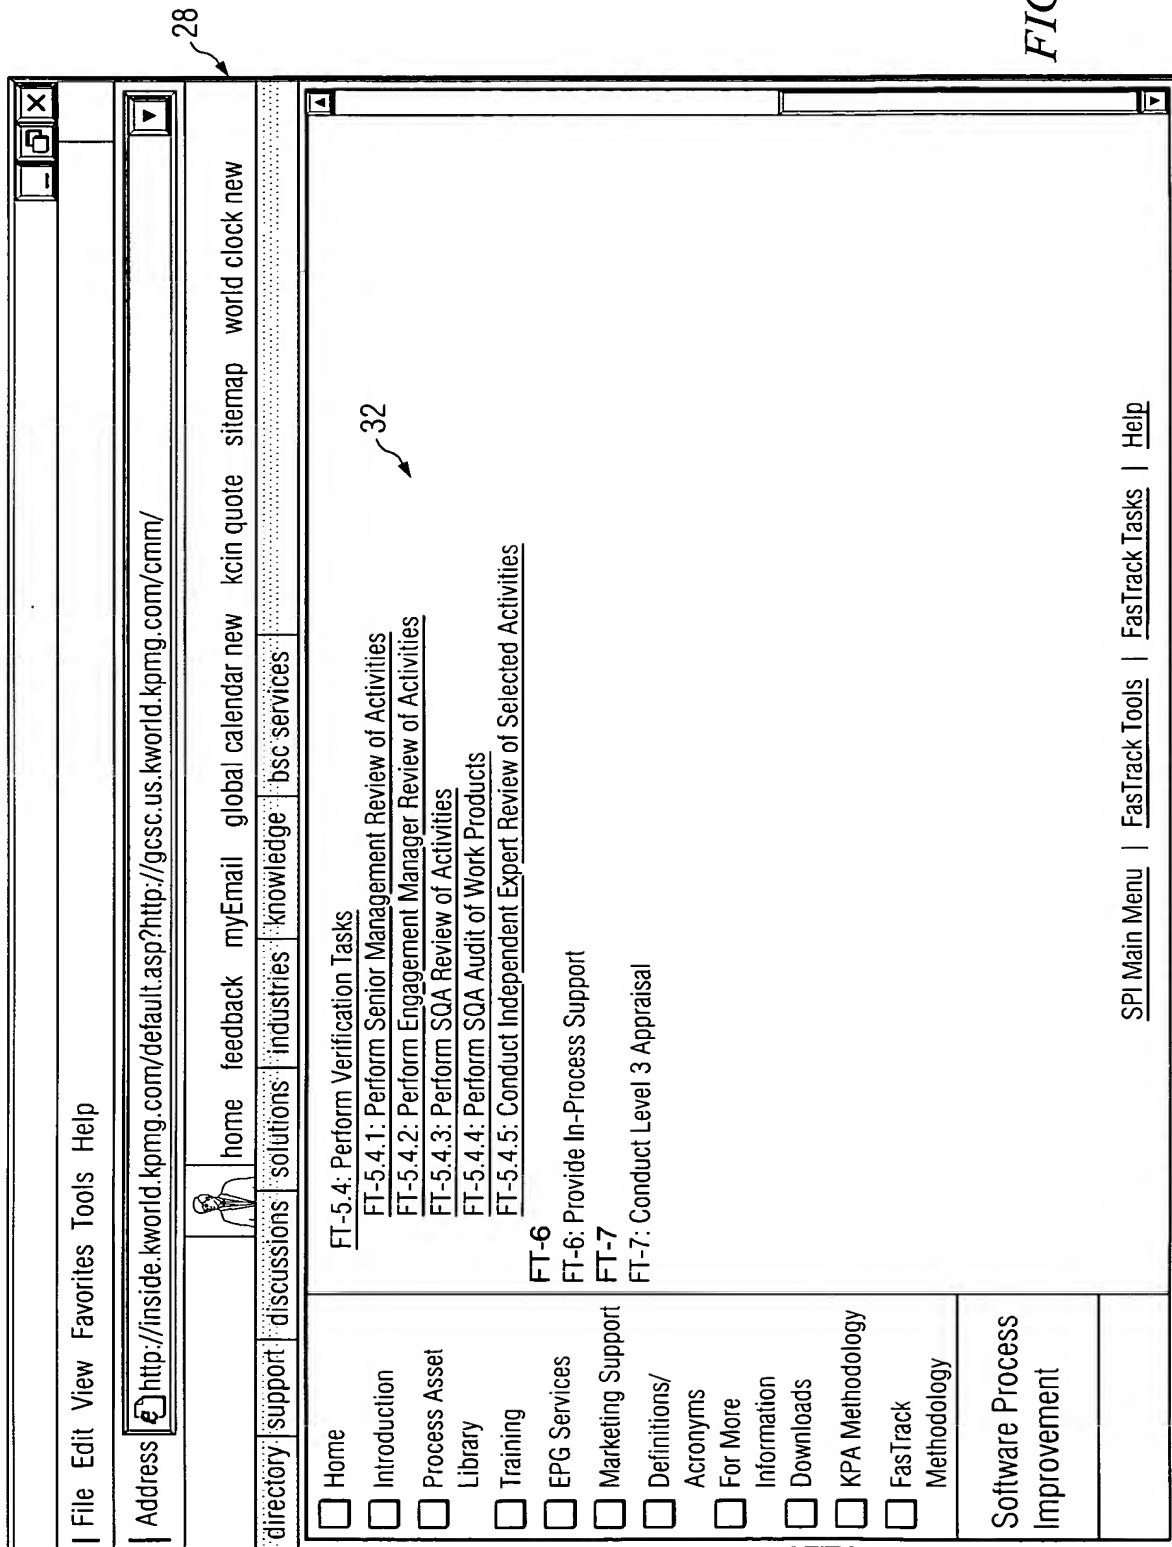 28
| File Edit View Favorites Tools Help
| Address http://inside.kworld.kpmg.com/default.asp?http://gcsc.us.kworld.kpmg.com/cmm/
home feedback myEmail global calendar new kcin quote sitemap world clock new
directory support discussions solutions industries knowledge bsc services
Home
Introduction
Process Asset
Library
Training
EPG Services
Marketing Support
Definitions/
Acronyms
For More
Information
Downloads
KPA Methodology
FasTrack
Methodology
Software Process
Improvement
FT-5.4: Perform Verification Tasks
FT-5.4.1: Perform Senior Management Review of Activities
FT-5.4.2: Perform Engagement Manager Review of Activities
FT-5.4.3: Perform SQA Review of Activities
FT-5.4.4: Perform SQA Audit of Work Products
FT-5.4.5: Conduct Independent Expert Review of Selected Activities
32
FT-6
FT-6: Provide In-Process Support
FT-7
FT-7: Conduct Level 3 Appraisal
SPI Main Menu | FasTrack Tools | FasTrack Tasks | Help